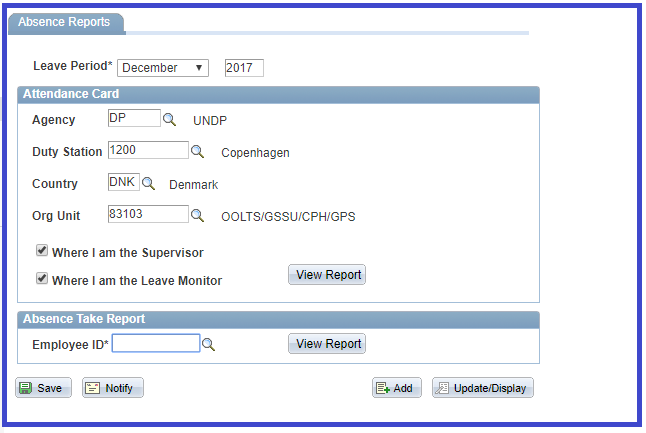 Absence Reports
Leave Period* December 2017
Attendance Card
Agency DP UNDP
Duty Station 1200 Copenhagen
Country DNK Denmark
Org Unit 83103 OOLTS/GSSU/CPH/GPS
Where I am the Supervisor
Where I am the Leave Monitor View Report
Absence Take Report
Employee ID* View Report
Save Notify Add Update/Display